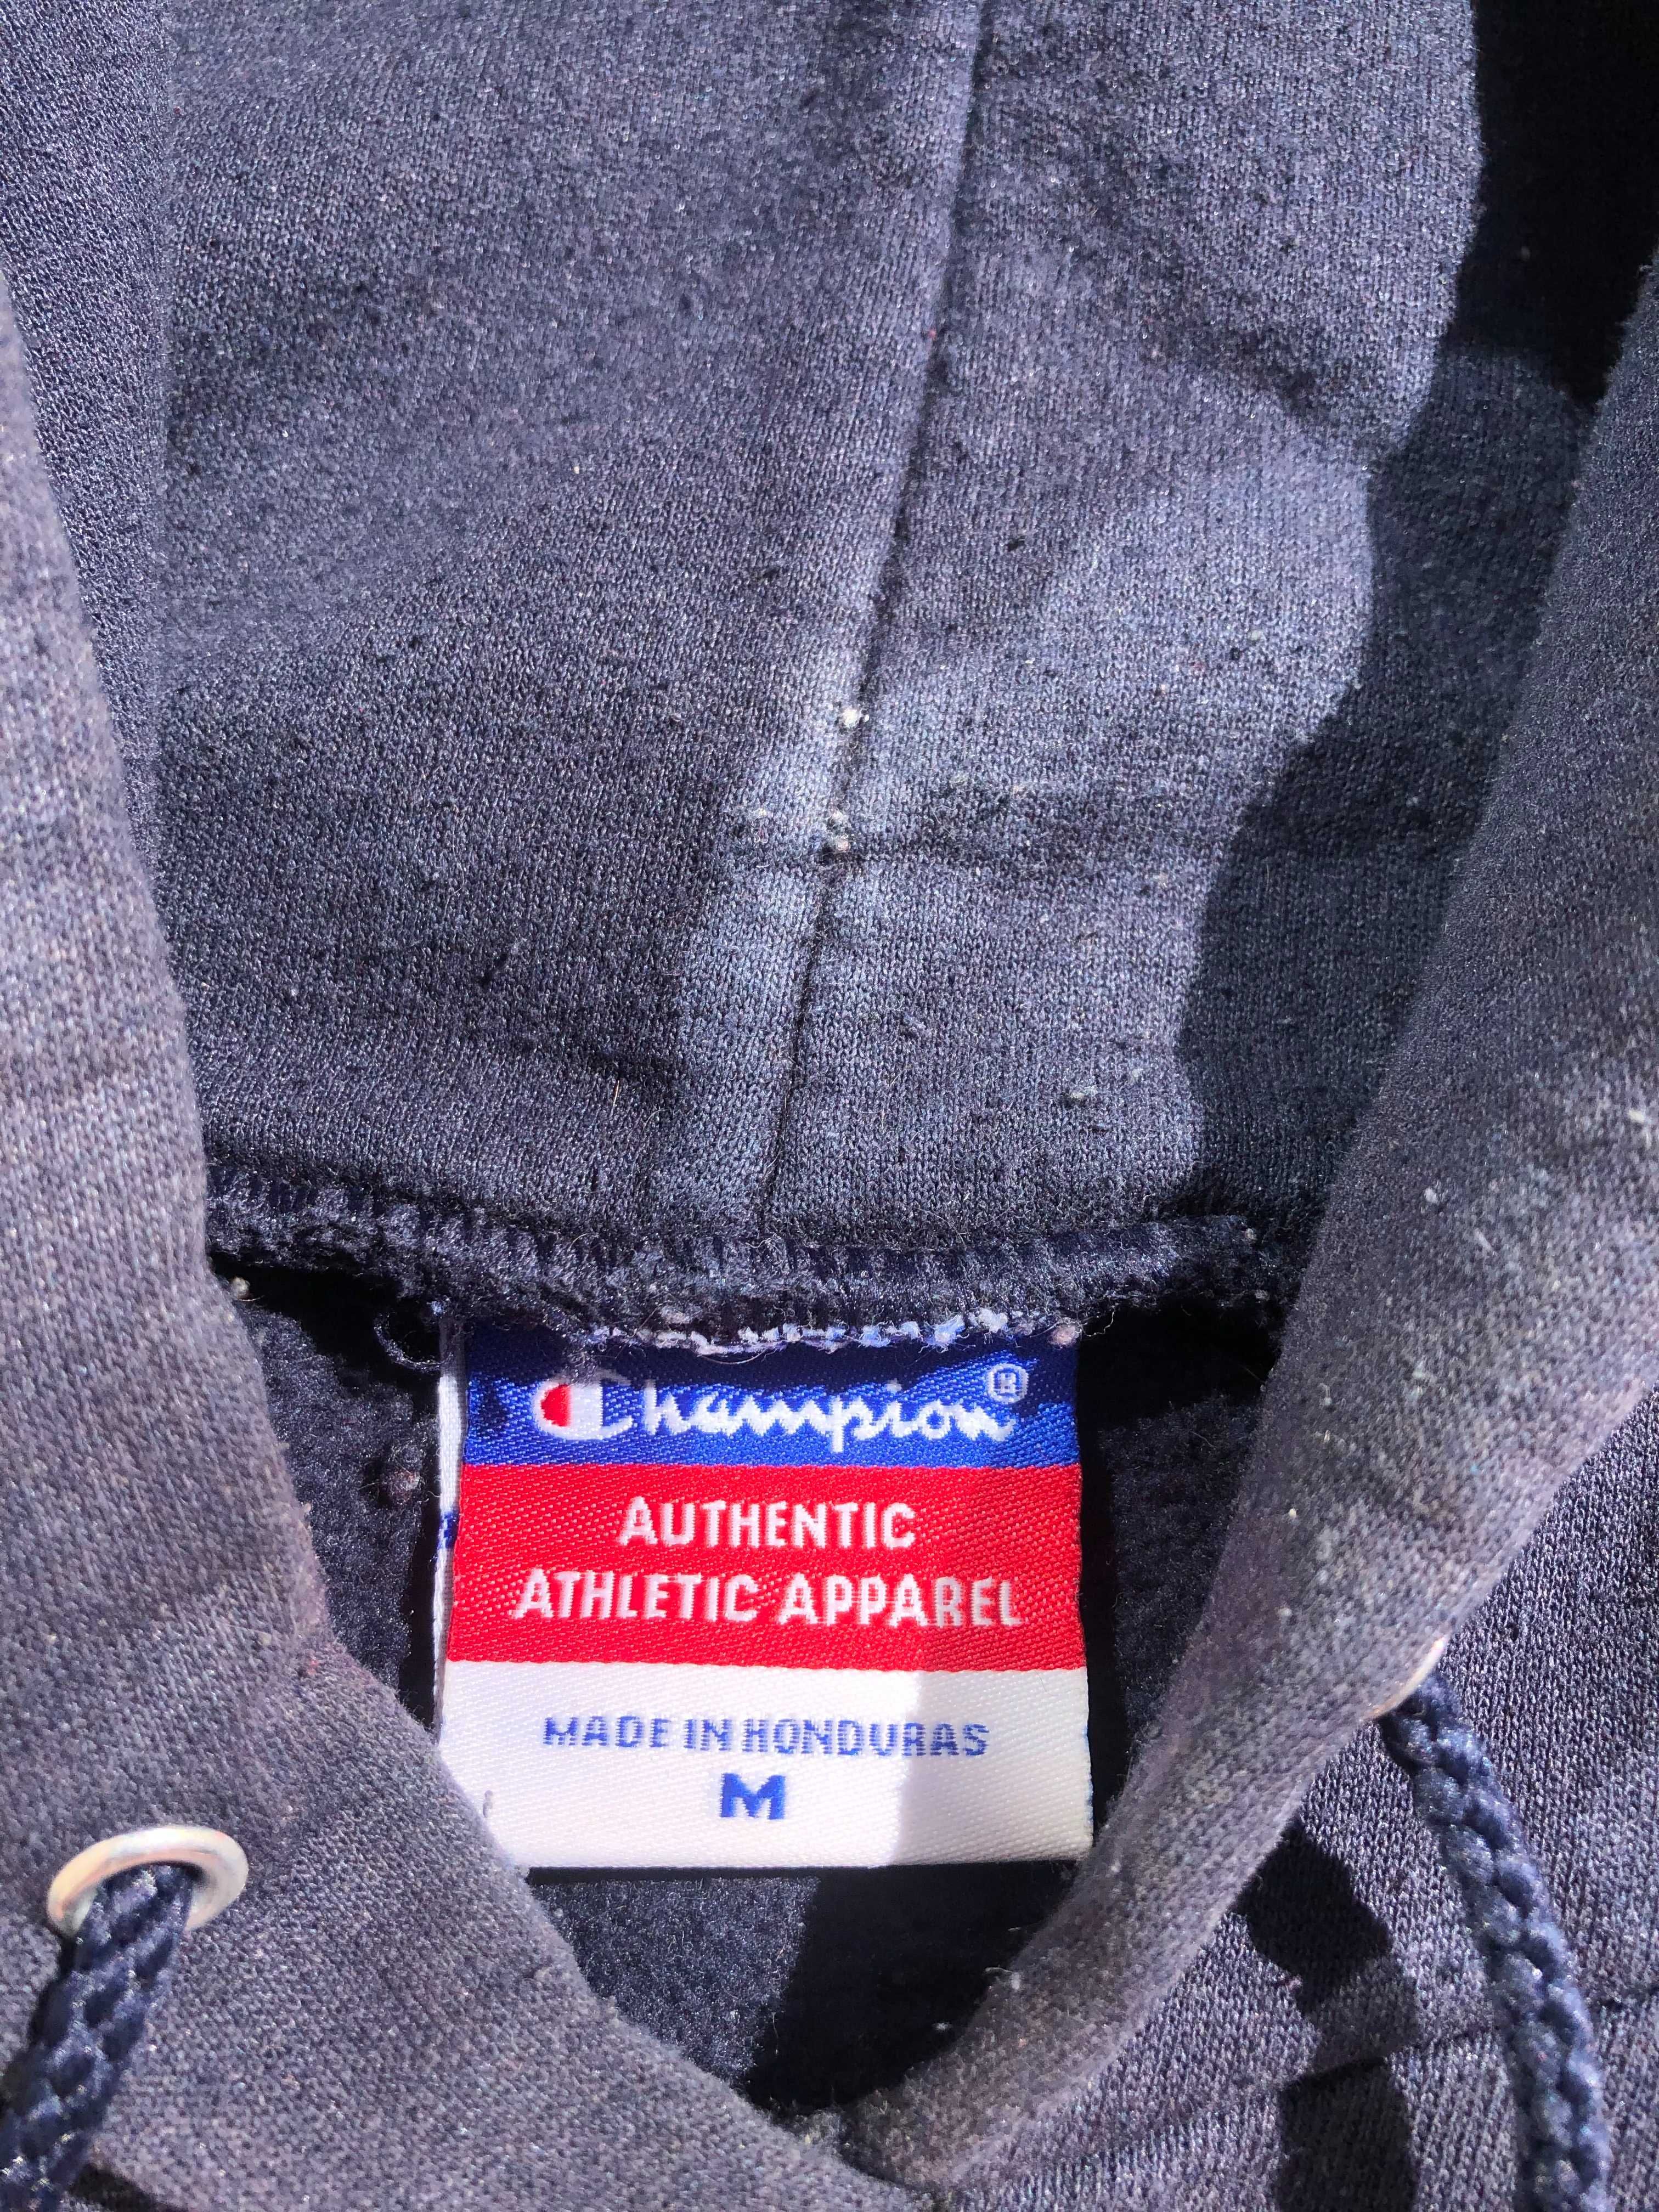 Champion®
AUTHENTIC
ATHLETIC APPAREL
MADE IN HONDURAS
M